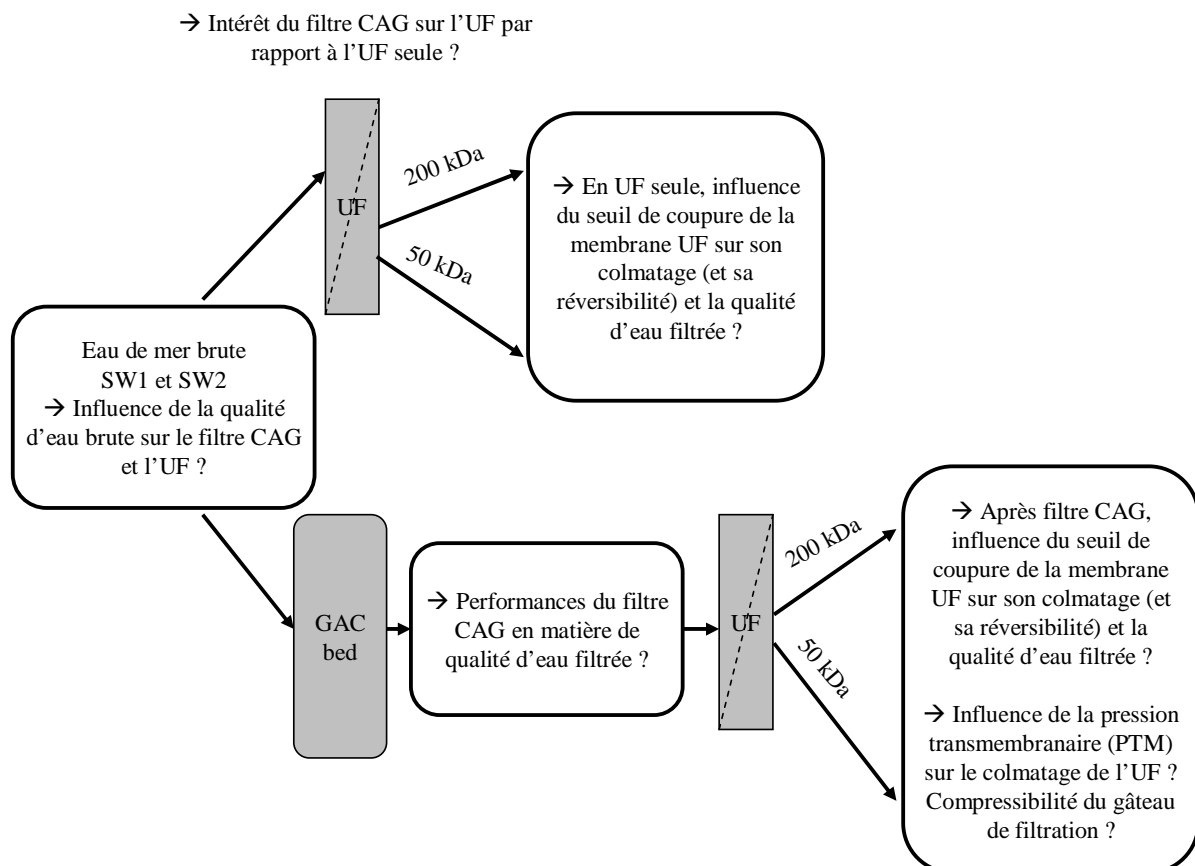 → Intérêt du filtre CAG sur l’UF par
rapport à l’UF seule ?
UF
200 kDa
50 kDa
→ En UF seule, influence
du seuil de coupure de la
membrane UF sur son
colmatage (et sa
réversibilité) et la qualité
d’eau filtrée ?
Eau de mer brute
SW1 et SW2
→ Influence de la qualité
d’eau brute sur le filtre CAG
et l’UF ?
GAC
bed
→ Performances du filtre
CAG en matière de
qualité d’eau filtrée ?
UF
200 kDa
50 kDa
→ Après filtre CAG,
influence du seuil de
coupure de la membrane
UF sur son colmatage (et
sa réversibilité) et la
qualité d’eau filtrée ?
→ Influence de la pression
transmembranaire (PTM)
sur le colmatage de l’UF ?
Compressibilité du gâteau
de filtration ?